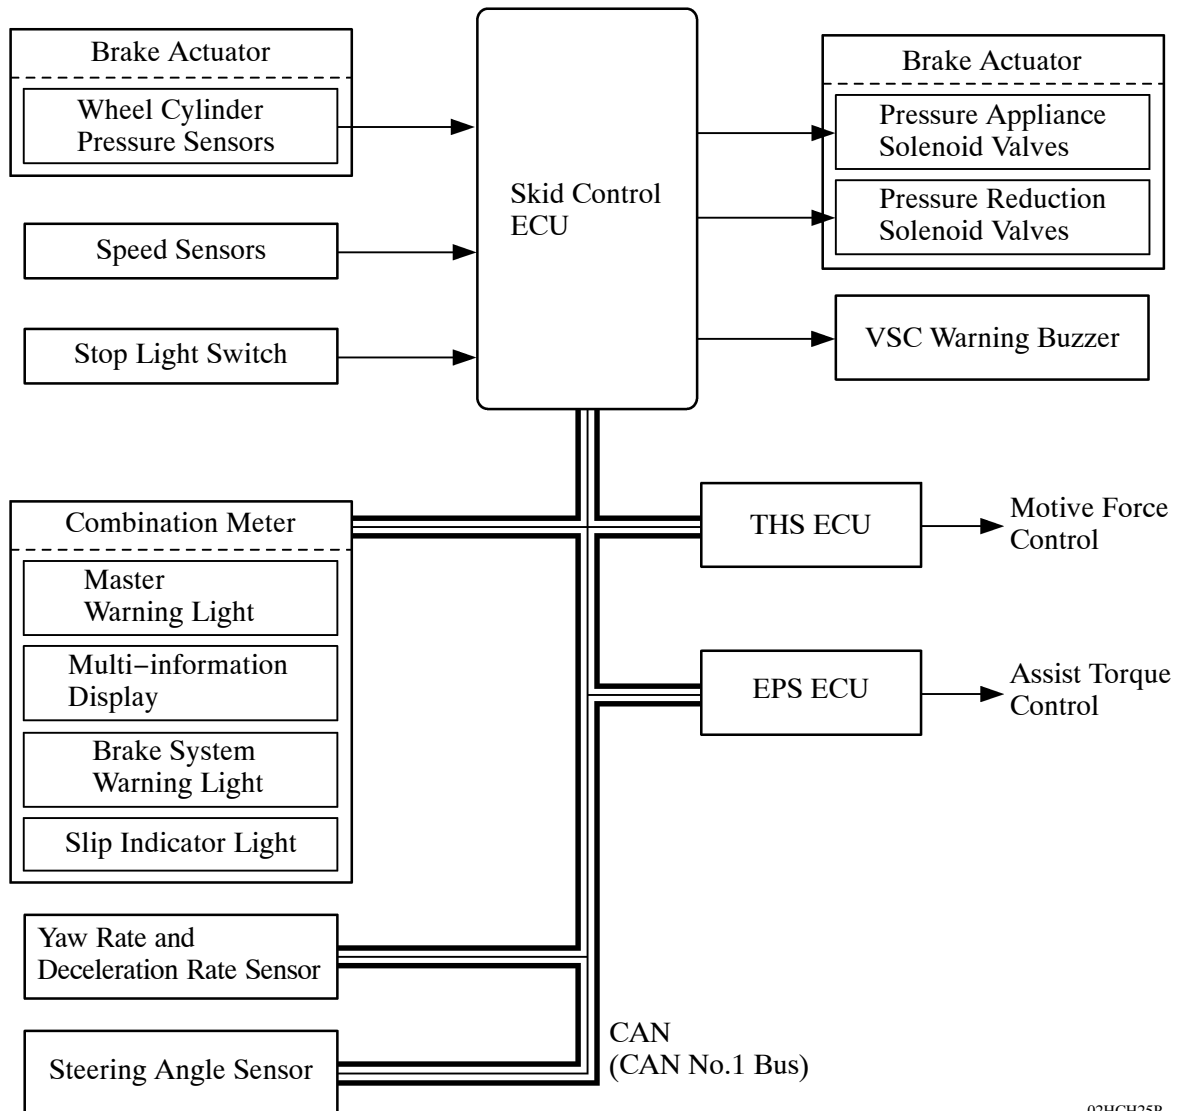 Brake Actuator
Wheel Cylinder
Pressure Sensors
Speed Sensors
Stop Light Switch
Skid Control
ECU
Brake Actuator
Pressure Appliance
Solenoid Valves
Pressure Reduction
Solenoid Valves
VSC Warning Buzzer
Combination Meter
Master
Warning Light
Multi−information
Display
Brake System
Warning Light
Slip Indicator Light
THS ECU
Motive Force
Control
EPS ECU
Assist Torque
Control
Yaw Rate and
Deceleration Rate Sensor
Steering Angle Sensor
CAN
(CAN No.1 Bus)